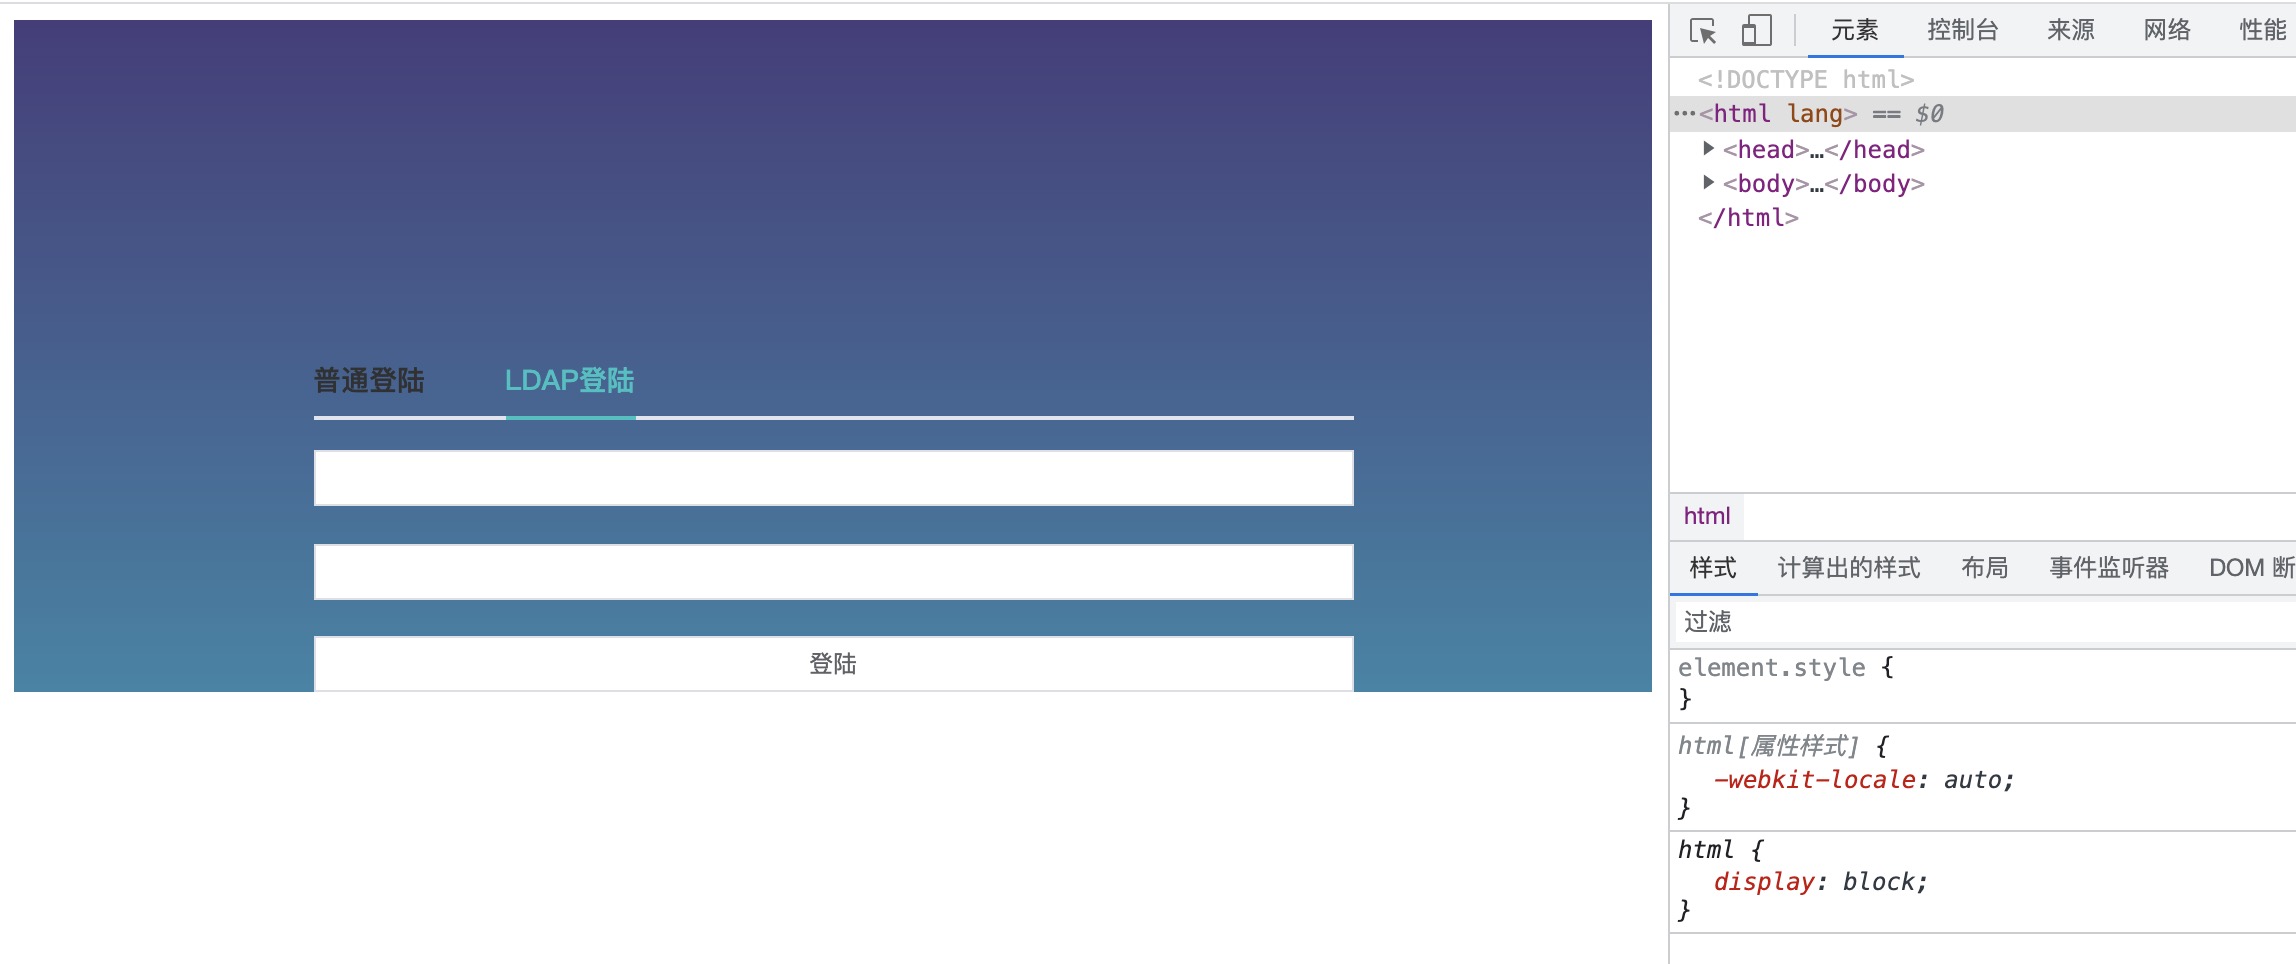 普通登陆 LDAP登陆
登陆
元素 控制台 来源 网络 性能
<!DOCTYPE html>
…<html lang> == $0
<head>…</head>
<body>…</body>
</html>
html
样式 计算出的样式 布局 事件监听器 DOM 断
过滤
element.style {
}
html[属性样式] {
-webkit-locale: auto;
}
html {
display: block;
}